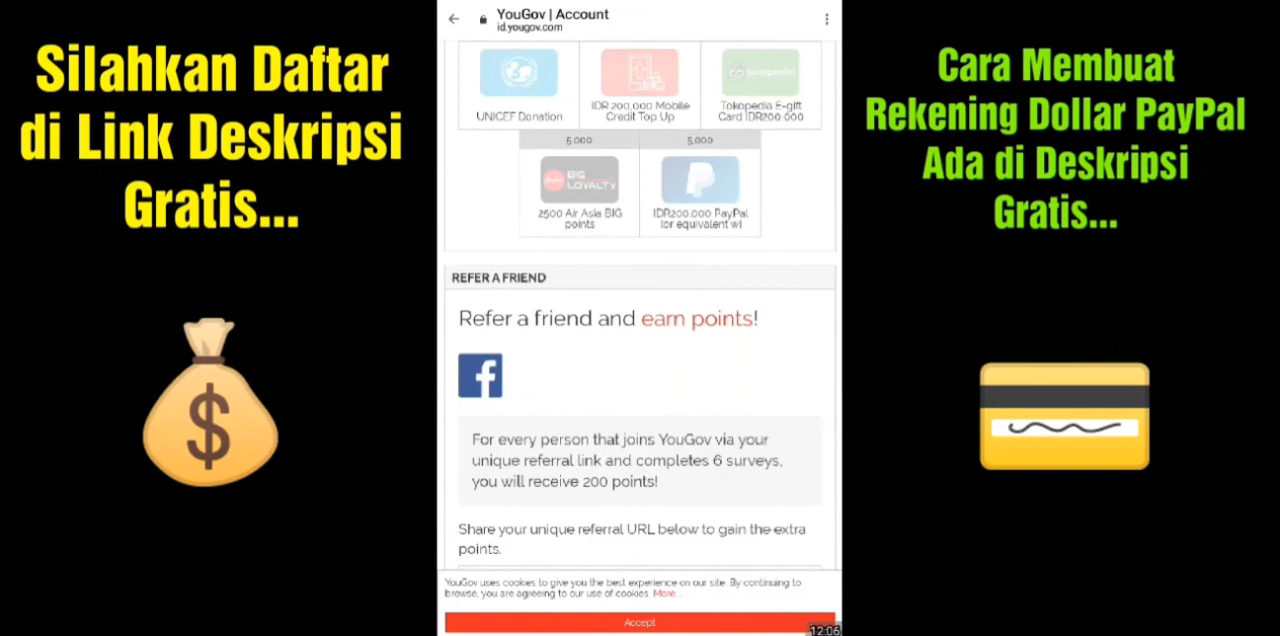 Silahkan Daftar
di Link Deskripsi
Gratis...
YouGov | Account
id.yougov.com
UNICEF Donation
IDR 200,000 Mobile
Credit Top Up
tokopedia
Tokopedia E-gift
Card IDR200.000
5,000
5,000
BIG
LOYALTY
2500 Air Asia BIG
points
IDR200,000 PayPal
(or equivalent wi
REFER A FRIEND
Refer a friend and earn points!
For every person that joins YouGov via your
unique referral link and completes 6 surveys,
you will receive 200 points!
Share your unique referral URL below to gain the extra
points.
YouGov uses cookies to give you the best experience on our site. By continuing to
browse, you are agreeing to our use of cookies. More...
Accept
12:06
Cara Membuat
Rekening Dollar PayPal
Ada di Deskripsi
Gratis...